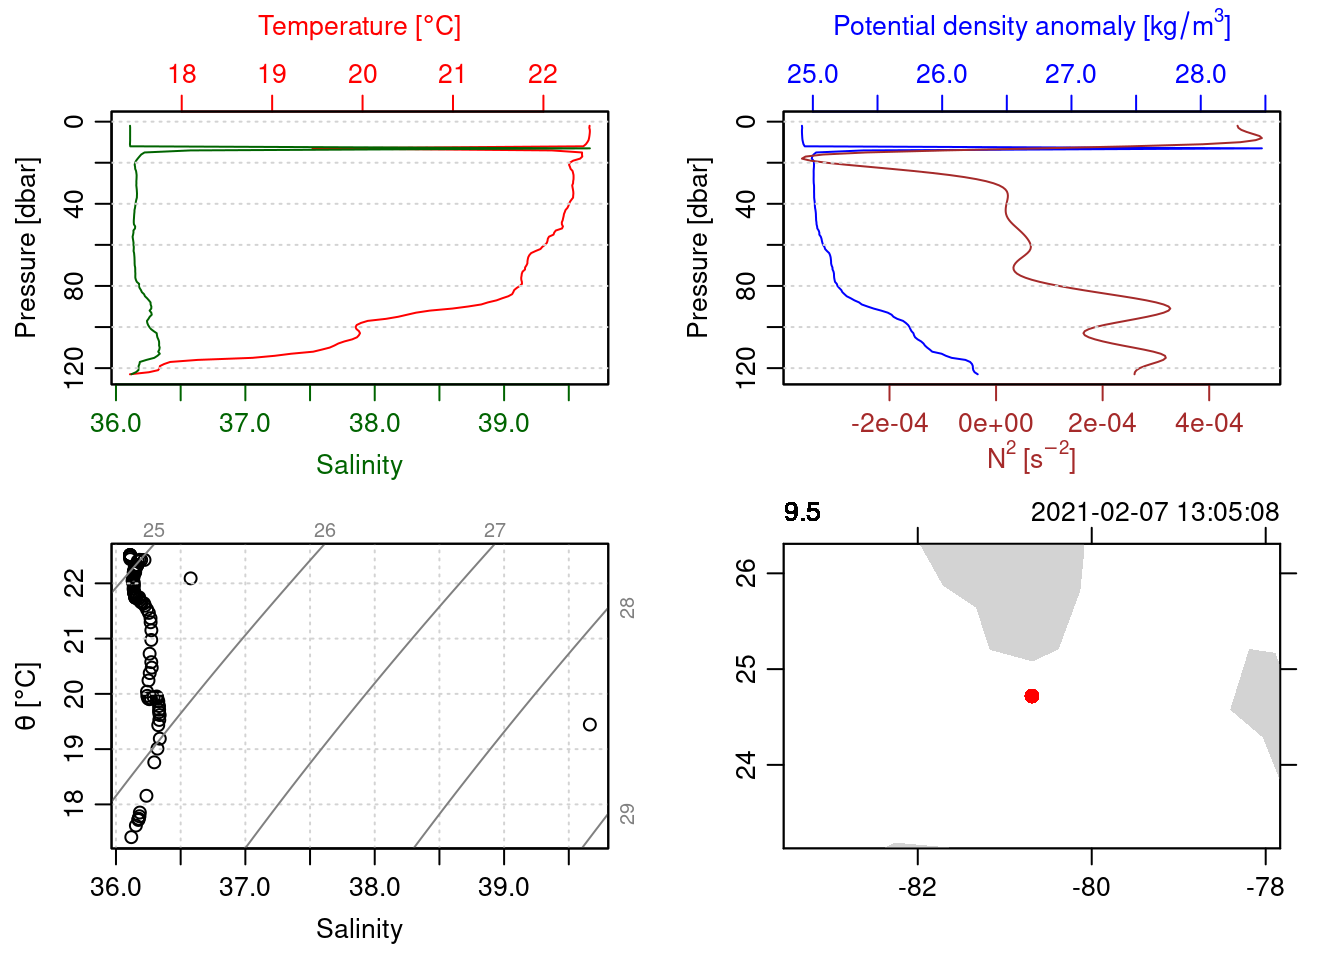 Temperature [°C]
18 19 20 21 22
Pressure [dbar]
0 40 80 120
36.0 37.0 38.0 39.0
Salinity
Potential density anomaly [kg/m³]
25.0 26.0 27.0 28.0
Pressure [dbar]
0 40 80 120
-2e-04 0e+00 2e-04 4e-04
N² [s⁻²]
25 26 27
28
29
θ [°C]
22 21 20 19 18
36.0 37.0 38.0 39.0
Salinity
9.5 2021-02-07 13:05:08
26 25 24
-82 -80 -78